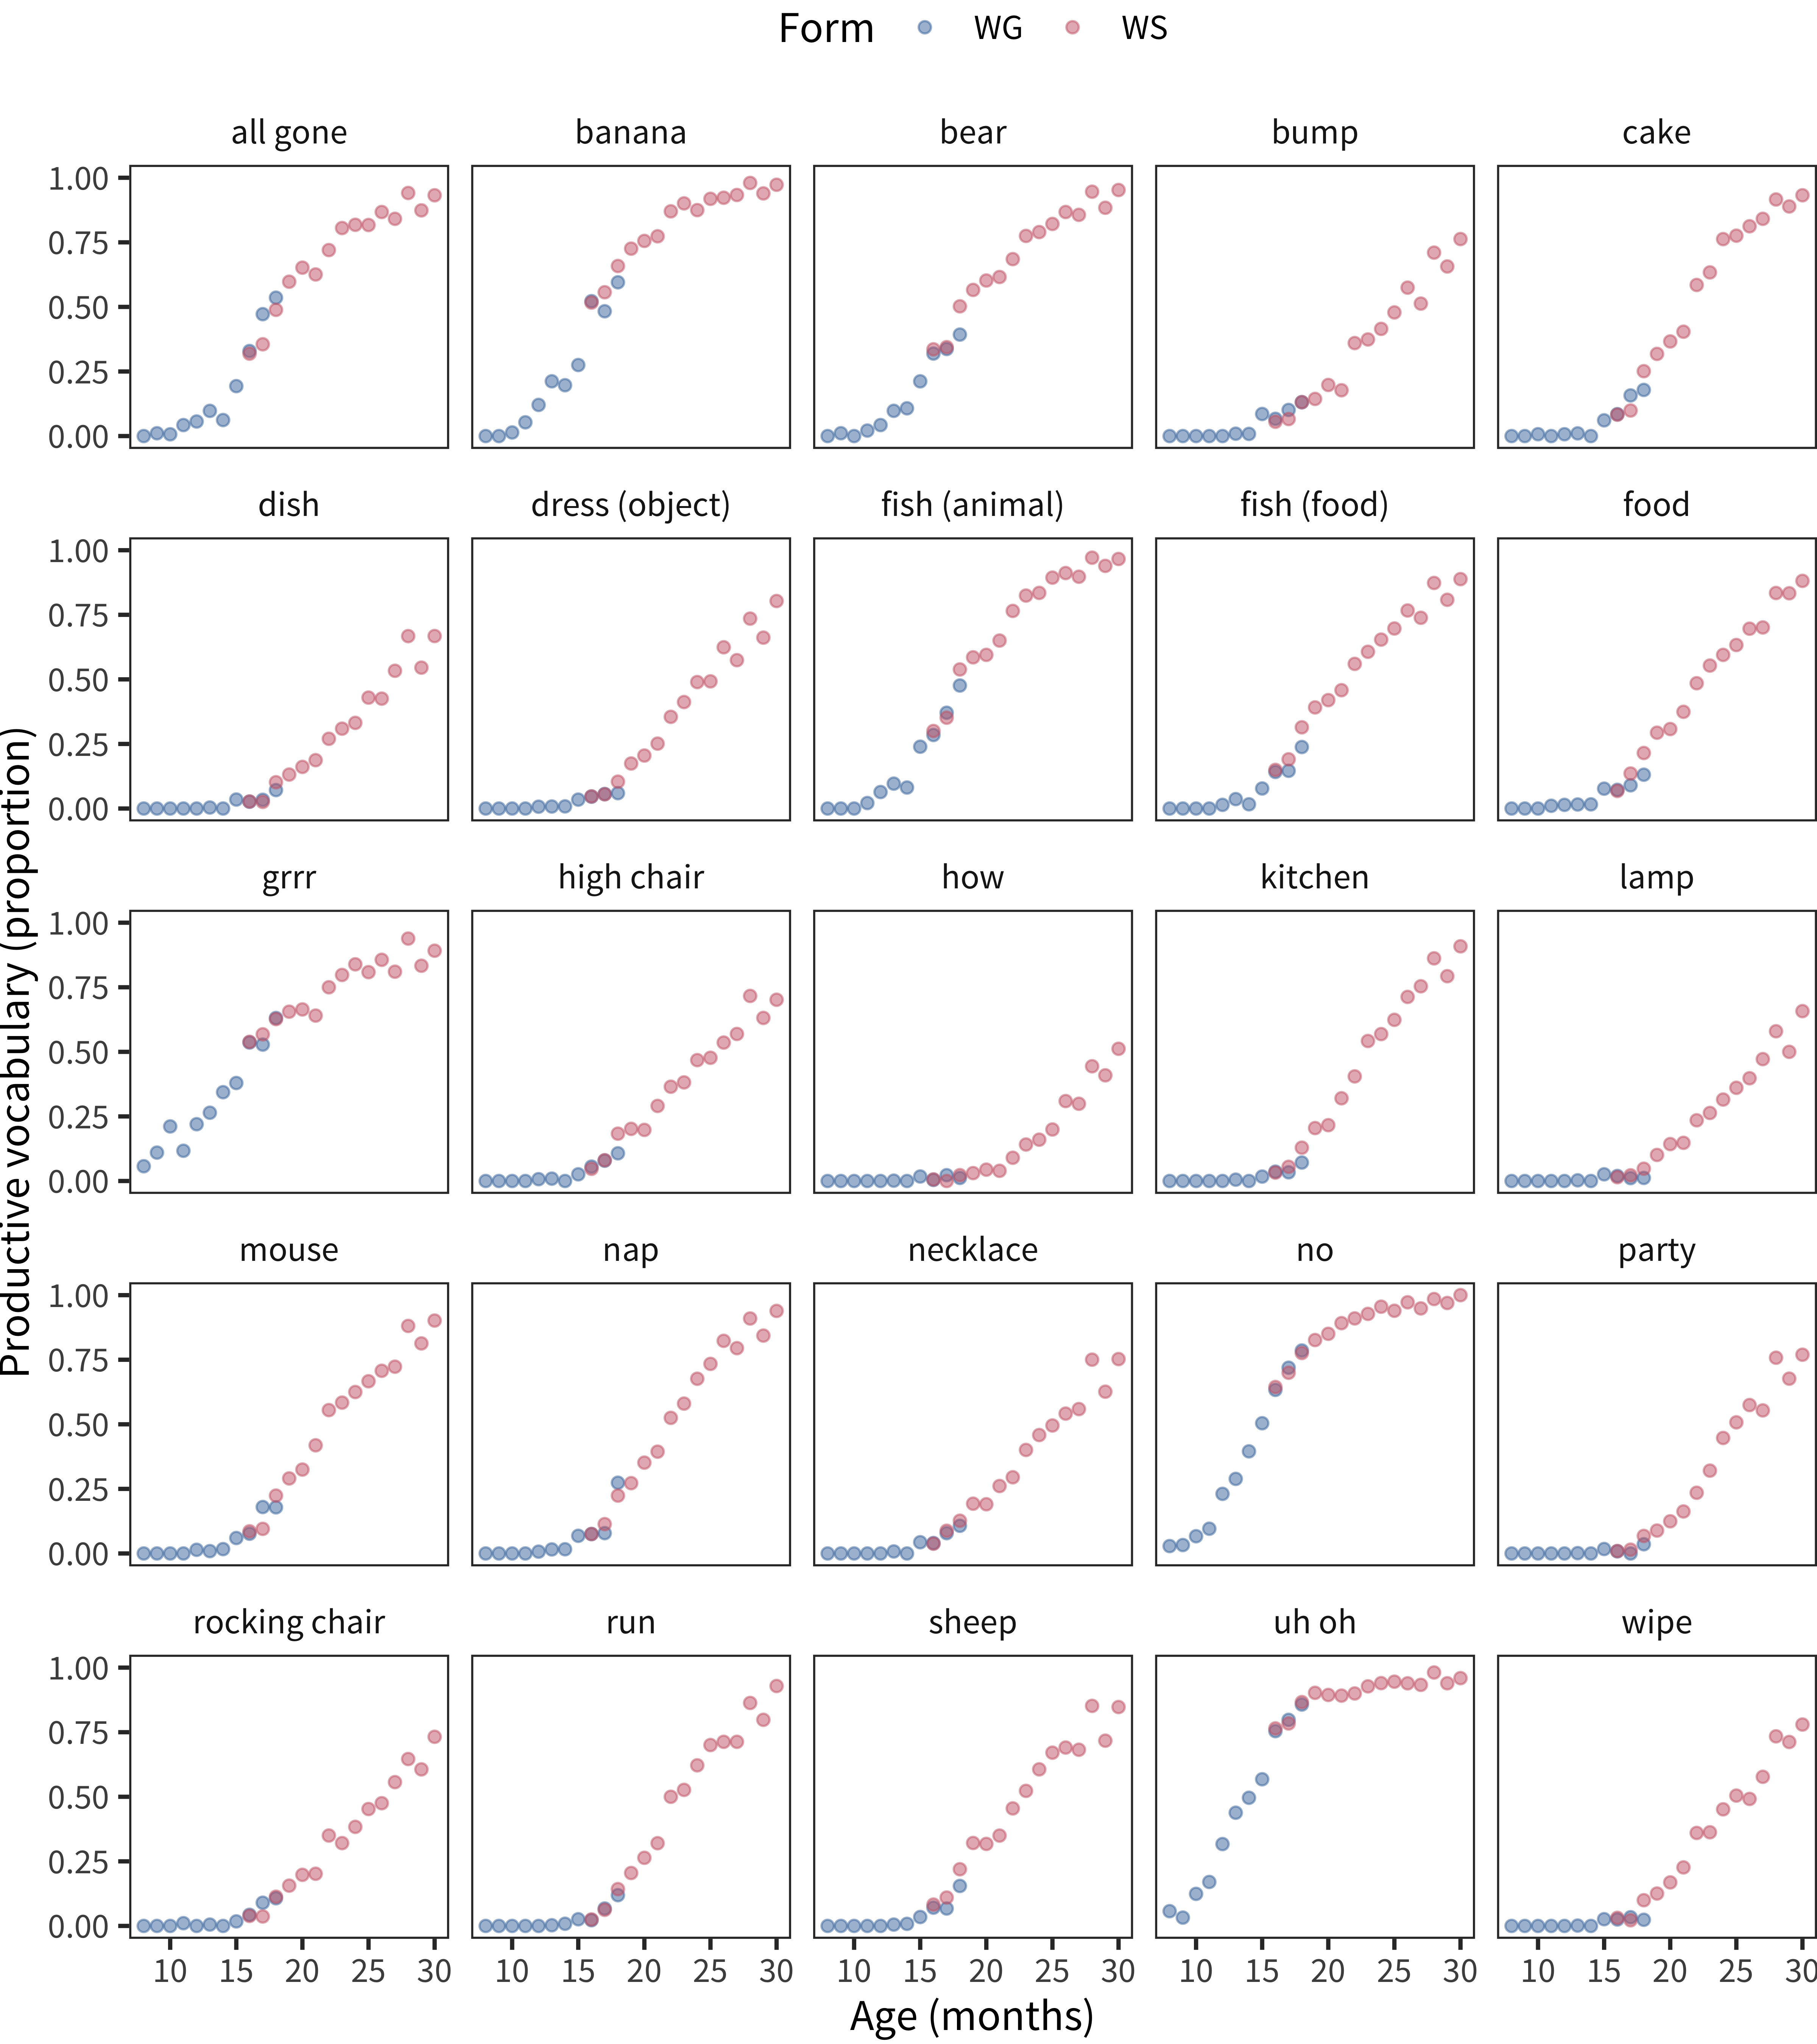 Form WG WS
all gone banana bear bump cake
1.00
0.75
0.50
0.25
0.00
dish dress (object) fish (animal) fish (food) food
1.00
0.75
0.50
0.25
0.00
grrr high chair how kitchen lamp
1.00
0.75
0.50
0.25
0.00
mouse nap necklace no party
1.00
0.75
0.50
0.25
0.00
rocking chair run sheep uh oh wipe
1.00
0.75
0.50
0.25
0.00
10 15 20 25 30 10 15 20 25 30 10 15 20 25 30 10 15 20 25 30 10 15 20 25 30
Age (months)
Productive vocabulary (proportion)